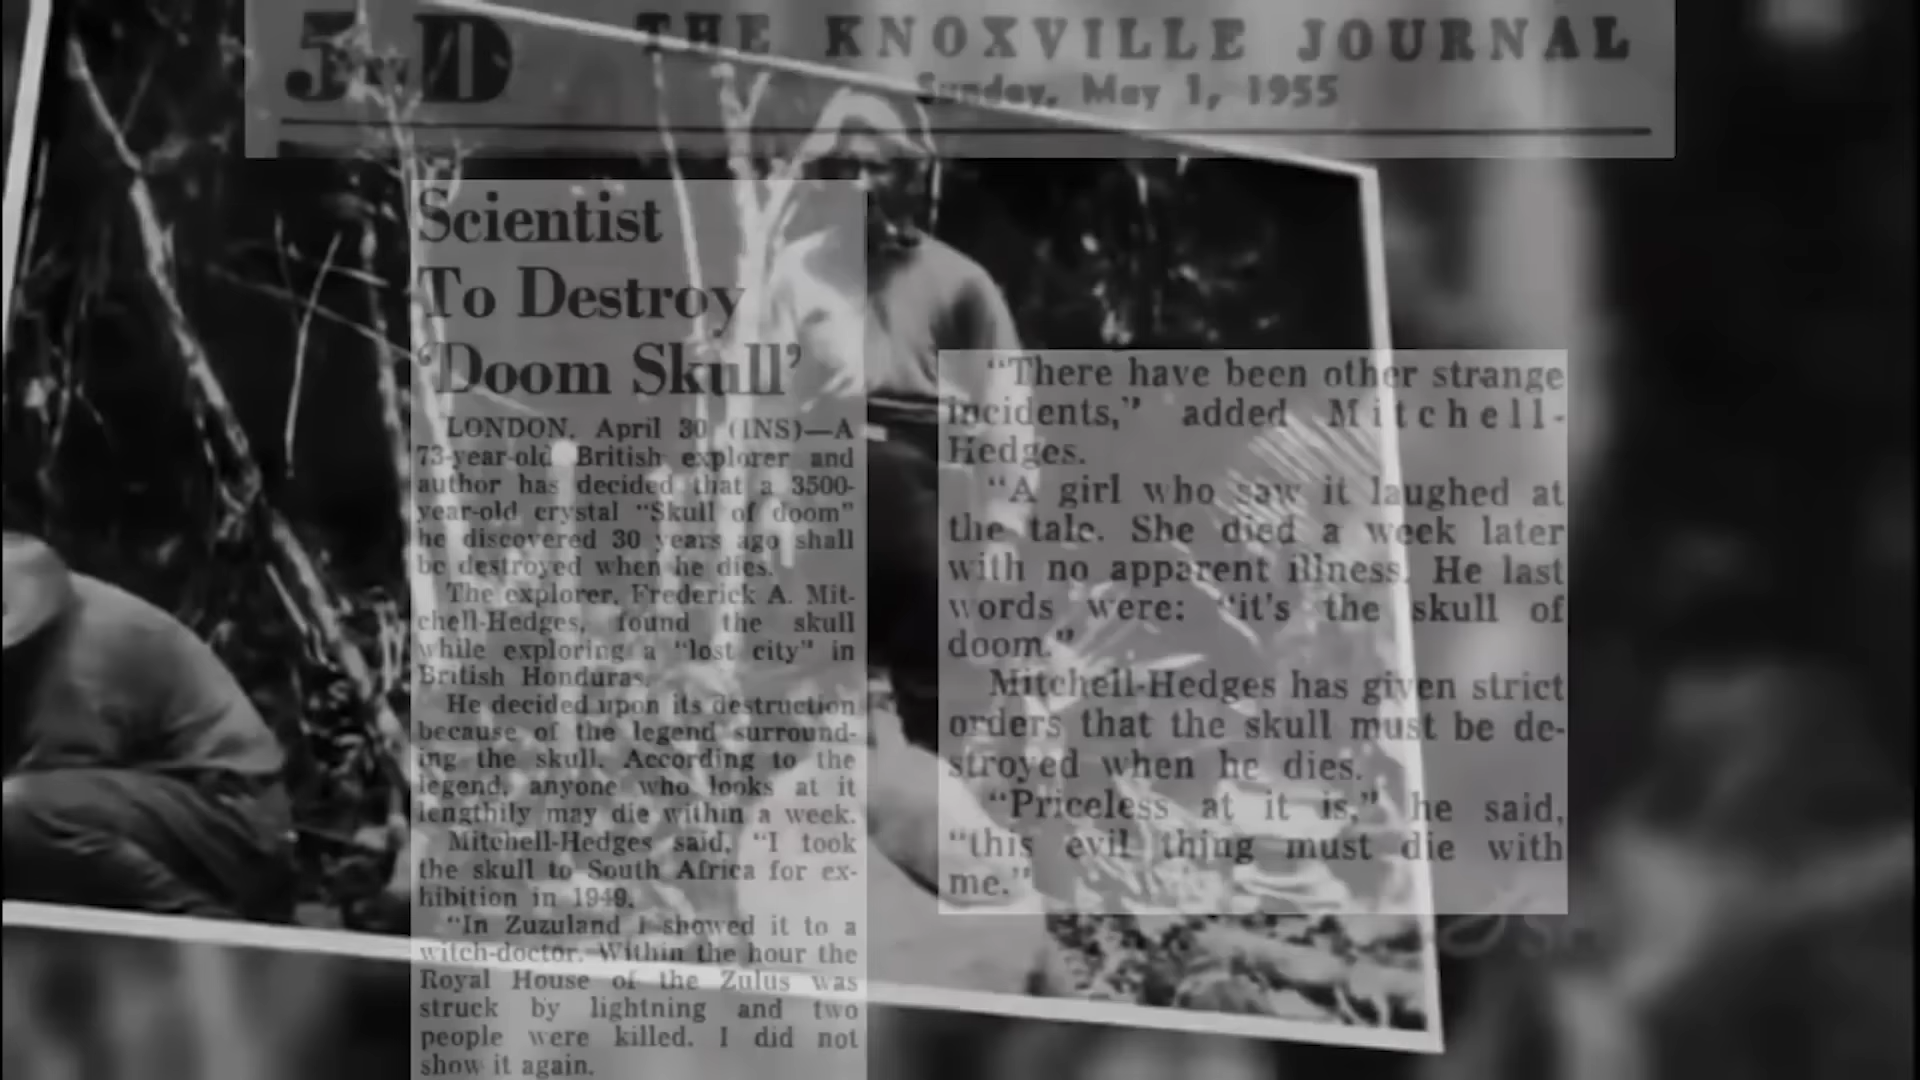 5 D
THE KNOXVILLE JOURNAL
Sunday, May 1, 1955
Scientist
To Destroy
'Doom Skull'
LONDON, April 30 (INS)—A
73-year-old British explorer and
author has decided that a 3500-
year-old crystal "Skull of doom"
he discovered 30 years ago shall
be destroyed when he dies.
The explorer, Frederick A. Mit-
chell-Hedges, found the skull
while exploring a "lost city" in
British Honduras.
He decided upon its destruction
because of the legend surround-
ing the skull. According to the
legend, anyone who looks at it
lengthily may die within a week.
Mitchell-Hedges said, "I took
the skull to South Africa for ex-
hibition in 1949.
"In Zuzuland I showed it to a
witch-doctor. Within the hour the
Royal House of the Zulus was
struck by lightning and two
people were killed. I did not
show it again.
"There have been other strange
incidents," added Mitchell-
Hedges.
"A girl who saw it laughed at
the tale. She died a week later
with no apparent illness. He last
words were: 'it's the skull of
doom."
Mitchell-Hedges has given strict
orders that the skull must be de-
stroyed when he dies.
"Priceless at it is," he said,
"this evil thing must die with
me."